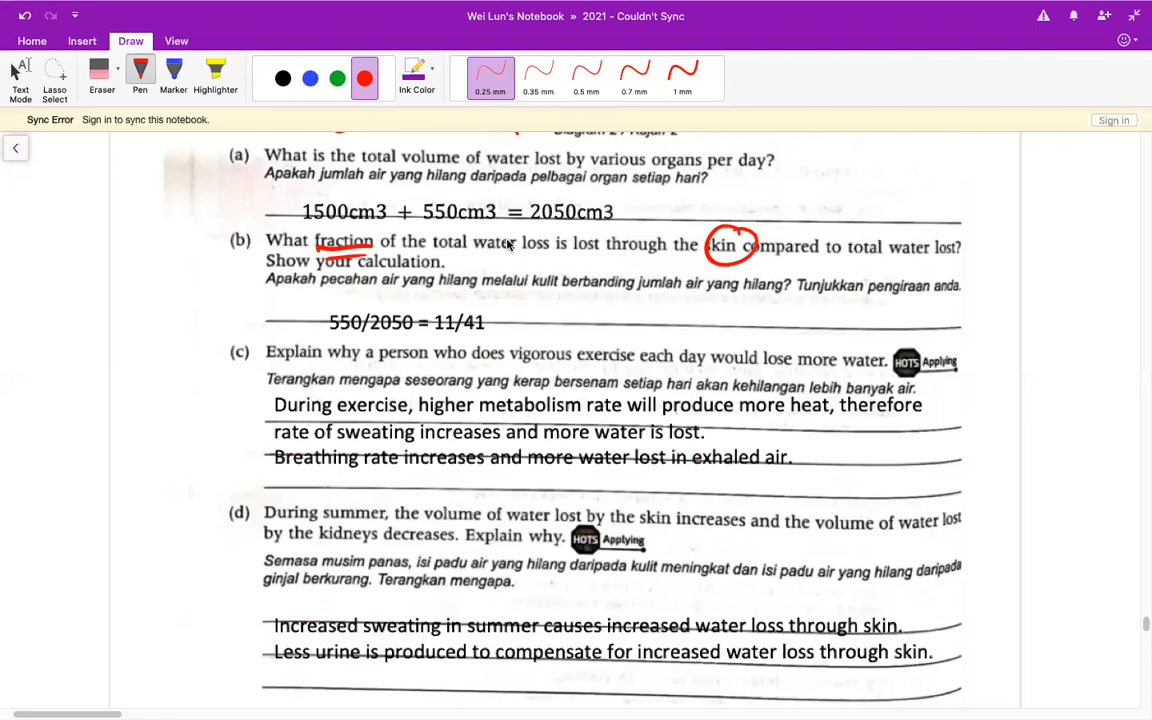 Wei Lun's Notebook » 2021 - Couldn't Sync
Home Insert Draw View
Text Mode
Lasso Select
Eraser
Pen
Marker
Highlighter
Ink Color
0.25 mm
0.35 mm
0.5 mm
0.7 mm
1 mm
Sync Error Sign in to sync this notebook.
Sign in
(a) What is the total volume of water lost by various organs per day?
Apakah jumlah air yang hilang daripada pelbagai organ setiap hari?
1500cm3 + 550cm3 = 2050cm3
(b) What fraction of the total water loss is lost through the skin compared to total water lost?
Show your calculation.
Apakah pecahan air yang hilang melalui kulit berbanding jumlah air yang hilang? Tunjukkan pengiraan anda.
550/2050 = 11/41
(c) Explain why a person who does vigorous exercise each day would lose more water. HOTS Applying
Terangkan mengapa seseorang yang kerap bersenam setiap hari akan kehilangan lebih banyak air.
During exercise, higher metabolism rate will produce more heat, therefore
rate of sweating increases and more water is lost.
Breathing rate increases and more water lost in exhaled air.
(d) During summer, the volume of water lost by the skin increases and the volume of water lost
by the kidneys decreases. Explain why. HOTS Applying
Semasa musim panas, isi padu air yang hilang daripada kulit meningkat dan isi padu air yang hilang daripada
ginjal berkurang. Terangkan mengapa.
Increased sweating in summer causes increased water loss through skin.
Less urine is produced to compensate for increased water loss through skin.